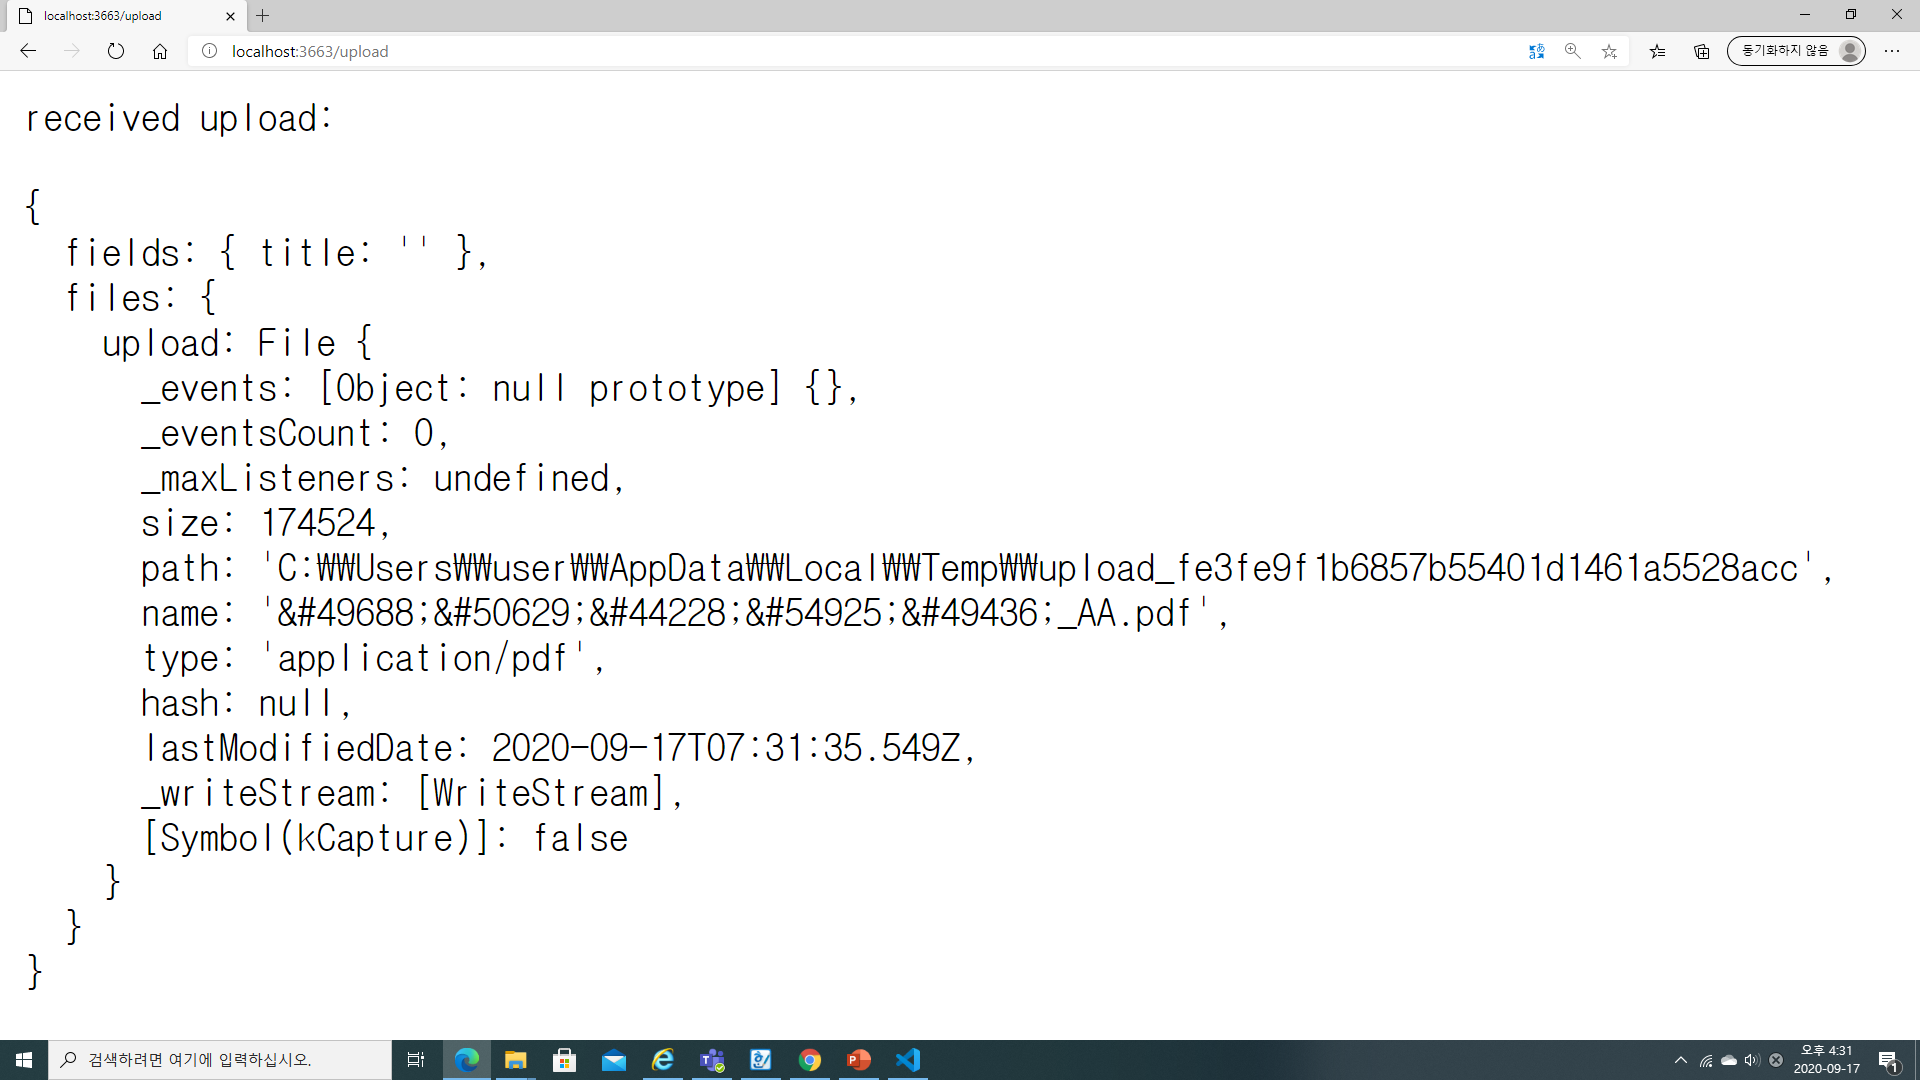 localhost:3663/upload
localhost:3663/upload
동기화하지 않음
received upload:
{
  fields: { title: '' },
  files: {
    upload: File {
      _events: [Object: null prototype] {},
      _eventsCount: 0,
      _maxListeners: undefined,
      size: 174524,
      path: 'C:₩₩Users₩₩user₩₩AppData₩₩Local₩₩Temp₩₩upload_fe3fe9f1b6857b55401d1461a5528acc',
      name: '&#49688;&#50629;&#44228;&#54925;&#49436;_AA.pdf',
      type: 'application/pdf',
      hash: null,
      lastModifiedDate: 2020-09-17T07:31:35.549Z,
      _writeStream: [WriteStream],
      [Symbol(kCapture)]: false
    }
  }
}
검색하려면 여기에 입력하십시오.
오후 4:31
2020-09-17
1